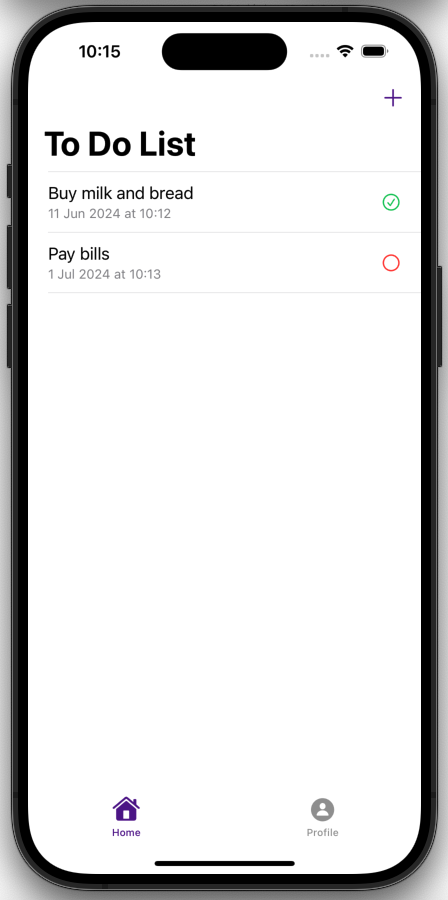 10:15
To Do List
Buy milk and bread
11 Jun 2024 at 10:12
Pay bills
1 Jul 2024 at 10:13
Home
Profile